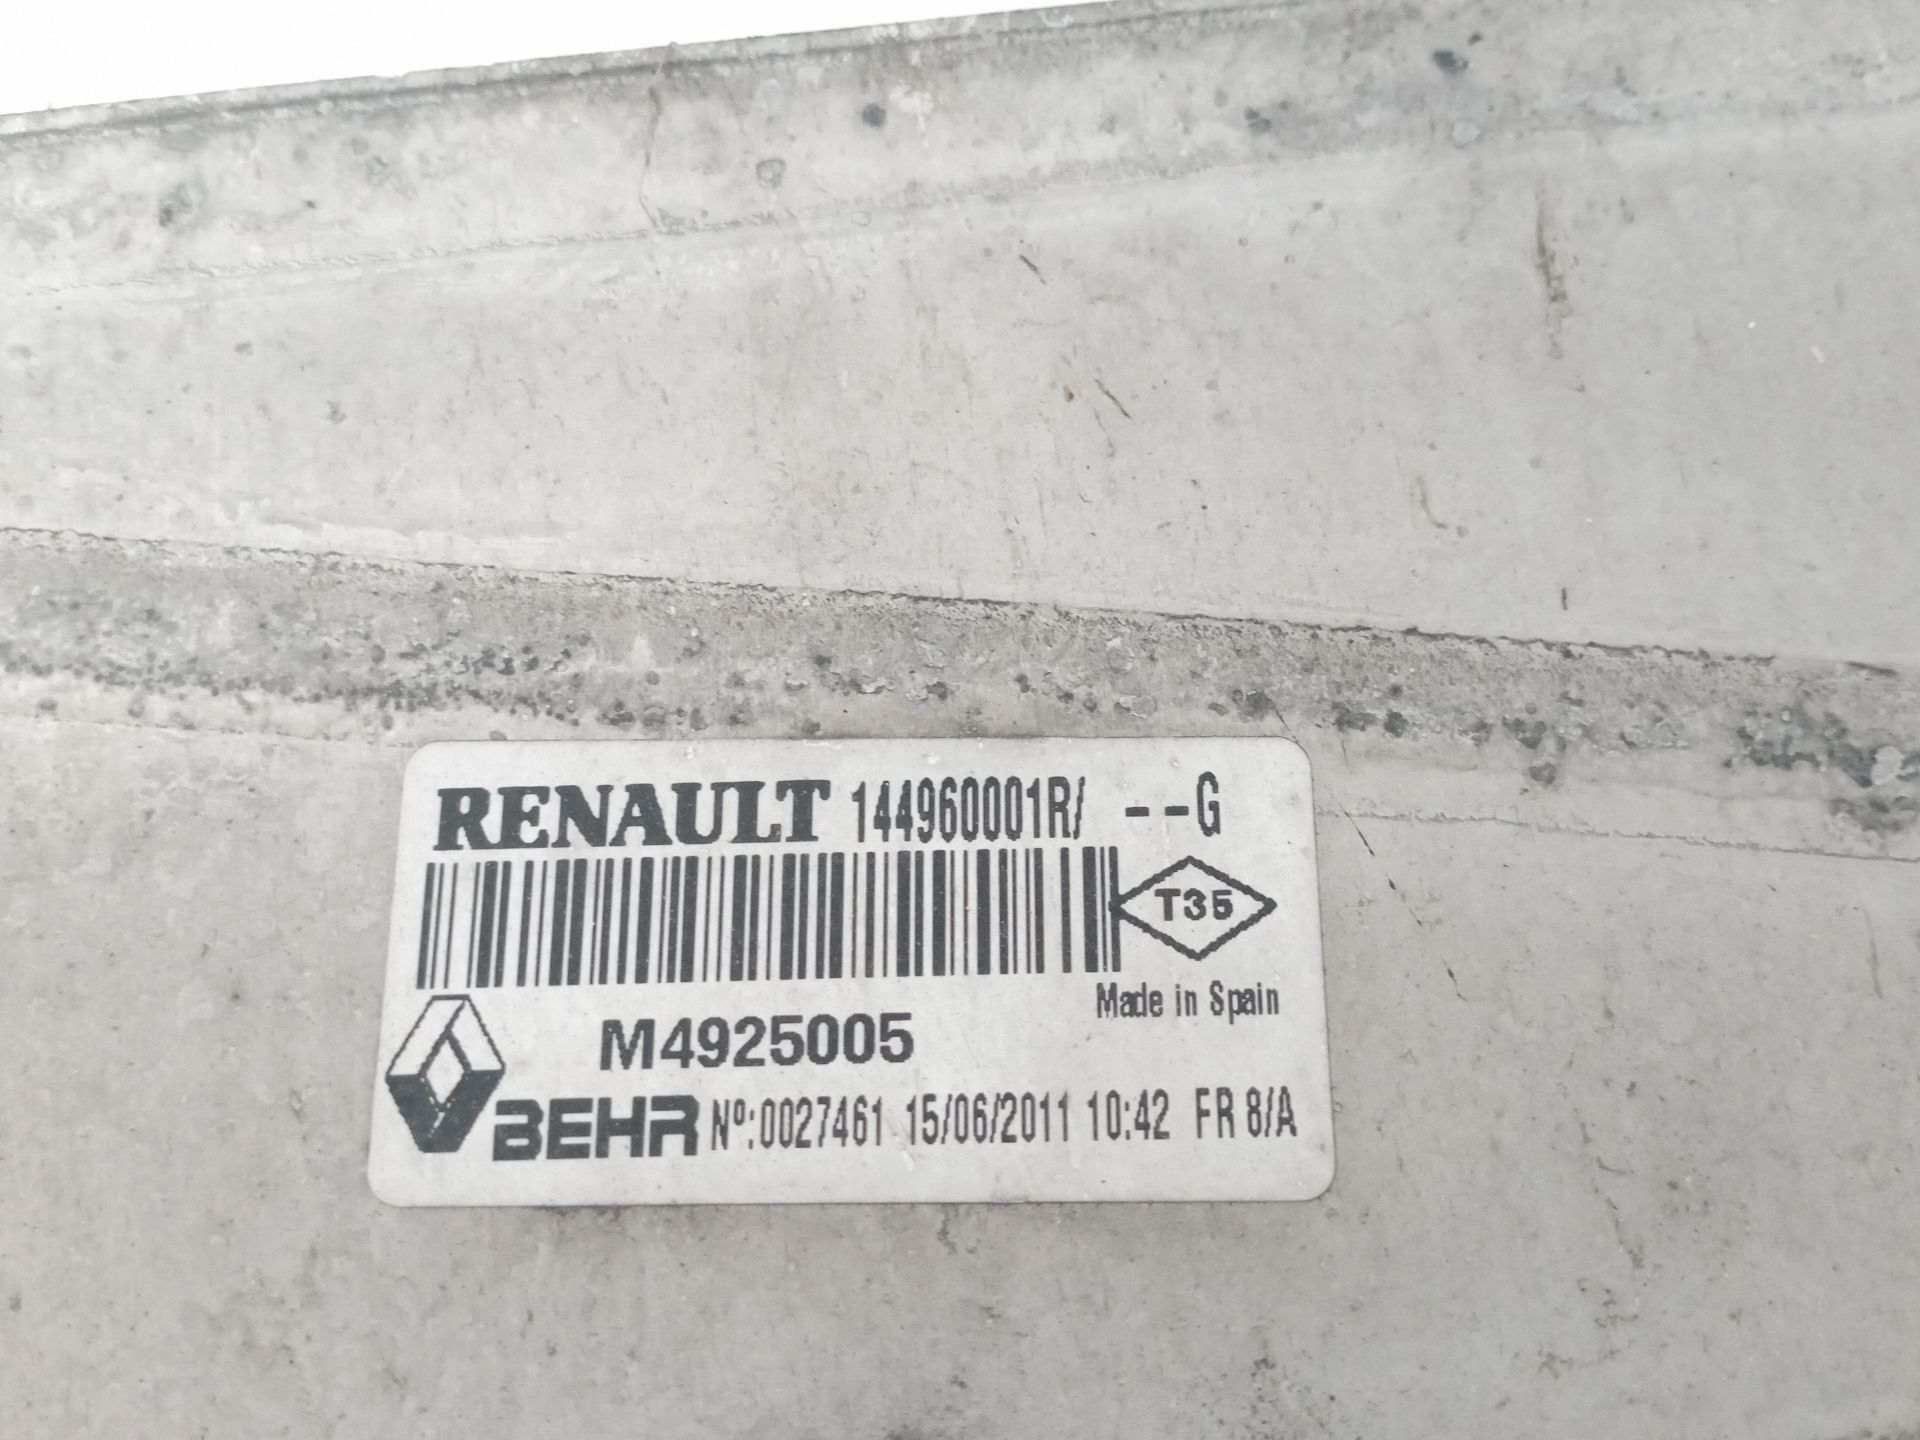 RENAULT 144960001R/ --G
T35
Made in Spain
M4925005
BEHR Nº:0027461 15/06/2011 10:42 FR 8/A